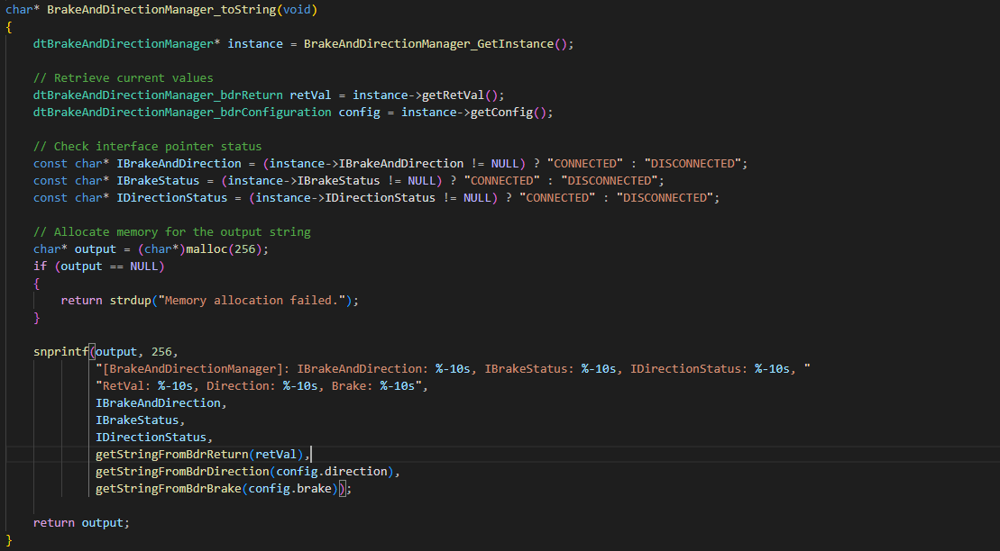 char* BrakeAndDirectionManager_toString(void)
{
    dtBrakeAndDirectionManager* instance = BrakeAndDirectionManager_GetInstance();
    // Retrieve current values
    dtBrakeAndDirectionManager_bdrReturn retVal = instance->getRetVal();
    dtBrakeAndDirectionManager_bdrConfiguration config = instance->getConfig();
    // Check interface pointer status
    const char* IBrakeAndDirection = (instance->IBrakeAndDirection != NULL) ? "CONNECTED" : "DISCONNECTED";
    const char* IBrakeStatus = (instance->IBrakeStatus != NULL) ? "CONNECTED" : "DISCONNECTED";
    const char* IDirectionStatus = (instance->IDirectionStatus != NULL) ? "CONNECTED" : "DISCONNECTED";
    // Allocate memory for the output string
    char* output = (char*)malloc(256);
    if (output == NULL)
    {
        return strdup("Memory allocation failed.");
    }
    snprintf(output, 256,
             "[BrakeAndDirectionManager]: IBrakeAndDirection: %-10s, IBrakeStatus: %-10s, IDirectionStatus: %-10s, "
             "RetVal: %-10s, Direction: %-10s, Brake: %-10s",
             IBrakeAndDirection,
             IBrakeStatus,
             IDirectionStatus,
             getStringFromBdrReturn(retVal),
             getStringFromBdrDirection(config.direction),
             getStringFromBdrBrake(config.brake));
    return output;
}